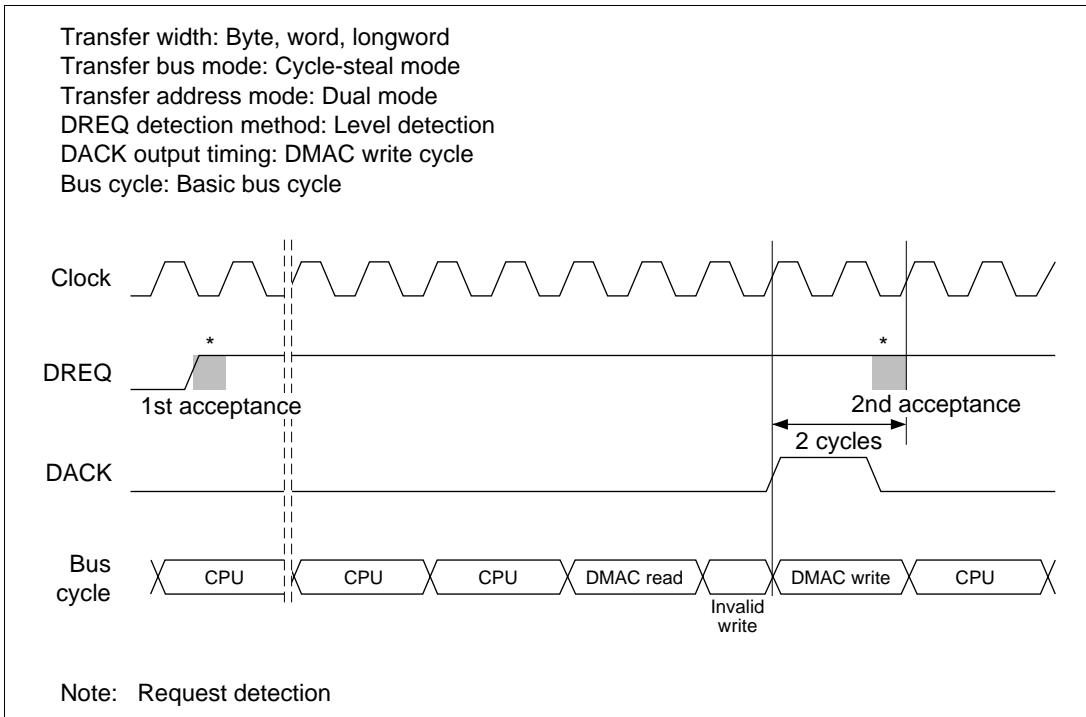 Transfer width: Byte, word, longword
Transfer bus mode: Cycle-steal mode
Transfer address mode: Dual mode
DREQ detection method: Level detection
DACK output timing: DMAC write cycle
Bus cycle: Basic bus cycle
Clock
* *
DREQ
1st acceptance 2nd acceptance
2 cycles
DACK
Bus cycle
CPU CPU CPU DMAC read DMAC write CPU
Invalid
write
Note: Request detection